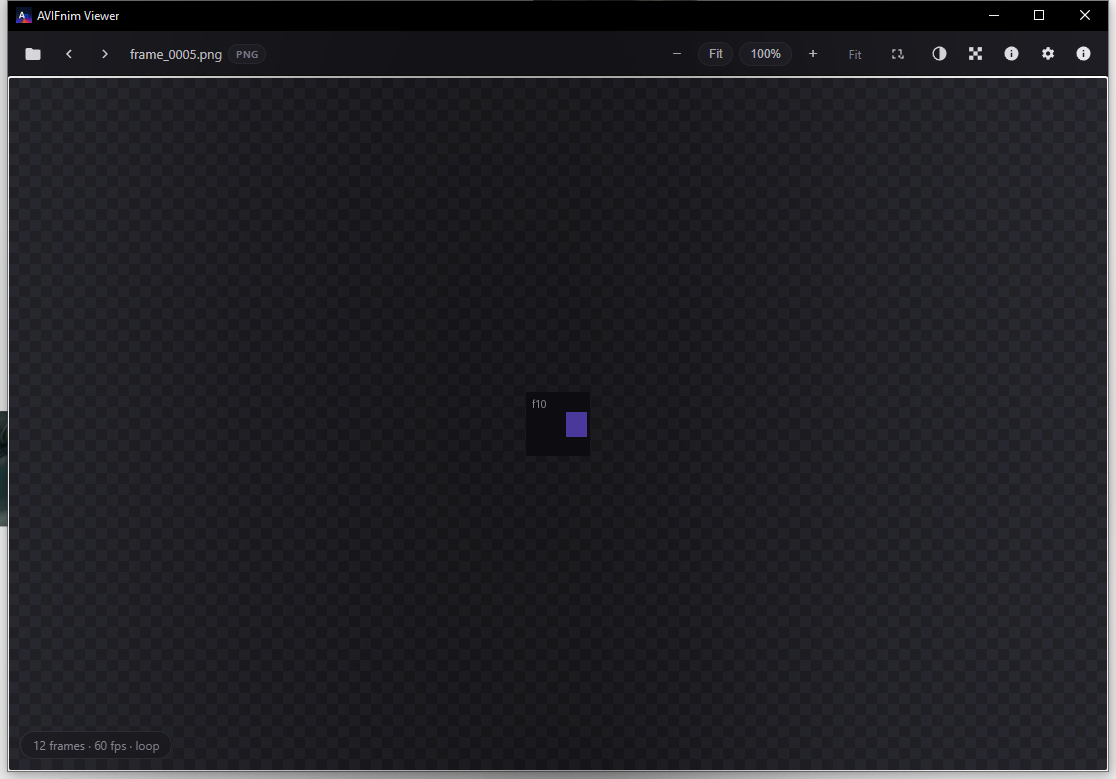 AVIFnim Viewer
frame_0005.png PNG − Fit 100% + Fit
f10
12 frames · 60 fps · loop